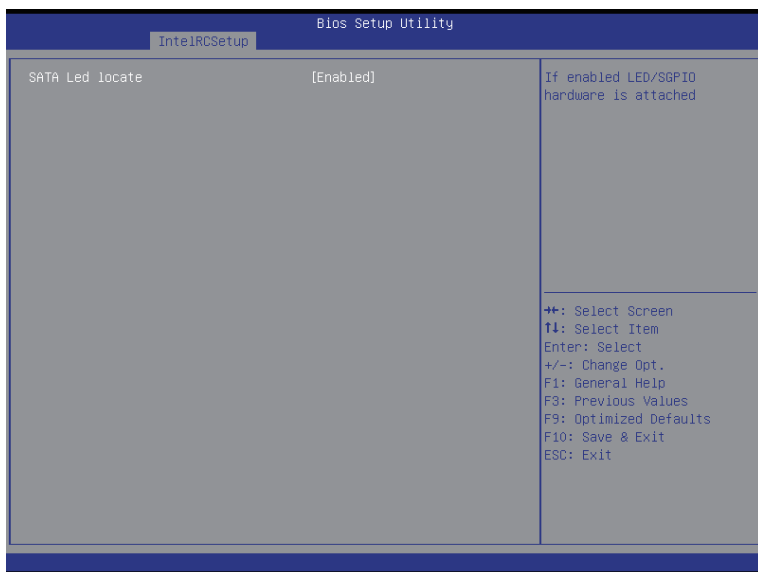 Bios Setup Utility
IntelRCSetup
SATA Led locate [Enabled]
If enabled LED/SGPIO
hardware is attached
→←: Select Screen
↑↓: Select Item
Enter: Select
+/-: Change Opt.
F1: General Help
F3: Previous Values
F9: Optimized Defaults
F10: Save & Exit
ESC: Exit